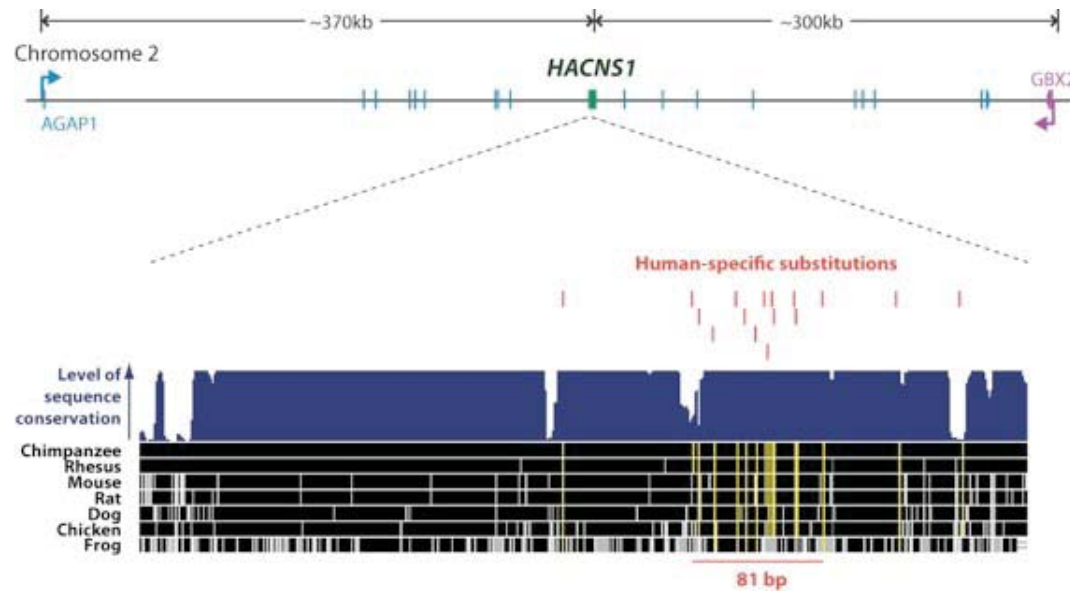 ~370kb ~300kb
Chromosome 2
HACNS1
GBX2
AGAP1
Human-specific substitutions
Level of
sequence
conservation
Chimpanzee
Rhesus
Mouse
Rat
Dog
Chicken
Frog
81 bp